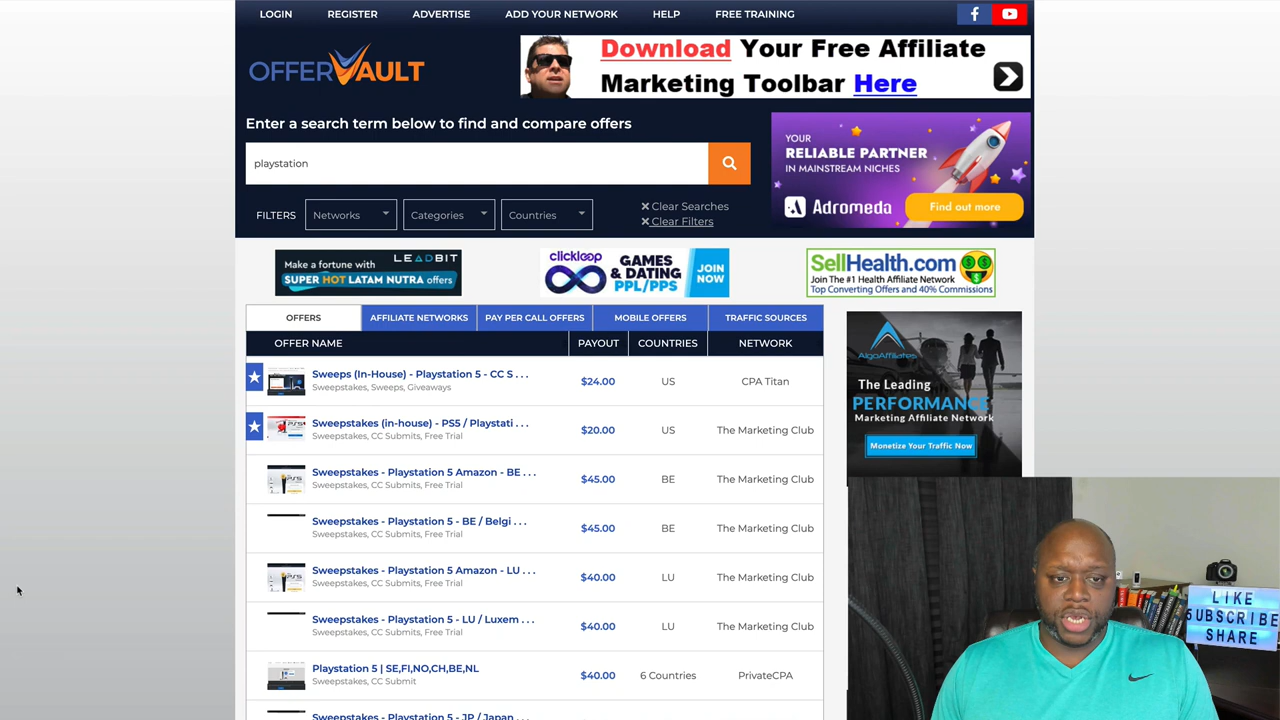 LOGIN REGISTER ADVERTISE ADD YOUR NETWORK HELP FREE TRAINING
OFFERVAULT
Download Your Free Affiliate
Marketing Toolbar Here
Enter a search term below to find and compare offers
playstation
FILTERS Networks Categories Countries
Clear Searches
Clear Filters
YOUR
RELIABLE PARTNER
IN MAINSTREAM NICHES
Adromeda Find out more
Make a fortune with LEADBIT
SUPER HOT LATAM NUTRA offers
clickloop
GAMES
& DATING
PPL/PPS
JOIN
NOW
SellHealth.com
Join The #1 Health Affiliate Network
Top Converting Offers and 40% Commissions
OFFERS AFFILIATE NETWORKS PAY PER CALL OFFERS MOBILE OFFERS TRAFFIC SOURCES
OFFER NAME PAYOUT COUNTRIES NETWORK
Sweeps (In-House) - Playstation 5 - CC S . . . $24.00 US CPA Titan
Sweepstakes, Sweeps, Giveaways
Sweepstakes (in-house) - PS5 / Playstati . . . $20.00 US The Marketing Club
Sweepstakes, CC Submits, Free Trial
Sweepstakes - Playstation 5 Amazon - BE . . . $45.00 BE The Marketing Club
Sweepstakes, CC Submits, Free Trial
Sweepstakes - Playstation 5 - BE / Belgi . . . $45.00 BE The Marketing Club
Sweepstakes, CC Submits, Free Trial
Sweepstakes - Playstation 5 Amazon - LU . . . $40.00 LU The Marketing Club
Sweepstakes, CC Submits, Free Trial
Sweepstakes - Playstation 5 - LU / Luxem . . . $40.00 LU The Marketing Club
Sweepstakes, CC Submits, Free Trial
Playstation 5 | SE,FI,NO,CH,BE,NL $40.00 6 Countries PrivateCPA
Sweepstakes, CC Submit
Sweepstakes - Playstation 5 - JP / Japan . . .
AlgoAffiliates
The Leading
PERFORMANCE
Marketing Affiliate Network
Monetize Your Traffic Now
LIKE
SUBSCRIBE
SHARE